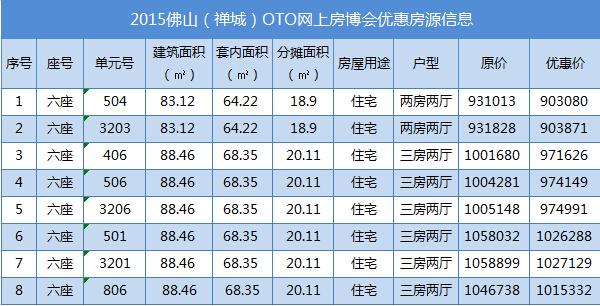 2015佛山（禅城）OTO网上房博会优惠房源信息
序号 座号 单元号 建筑面积（㎡） 套内面积（㎡） 分摊面积（㎡） 房屋用途 户型 原价 优惠价
1 六座 504 83.12 64.22 18.9 住宅 两房两厅 931013 903080
2 六座 3203 83.12 64.22 18.9 住宅 两房两厅 931828 903871
3 六座 406 88.46 68.35 20.11 住宅 三房两厅 1001680 971626
4 六座 506 88.46 68.35 20.11 住宅 三房两厅 1004281 974149
5 六座 3206 88.46 68.35 20.11 住宅 三房两厅 1005148 974991
6 六座 501 88.46 68.35 20.11 住宅 三房两厅 1058032 1026288
7 六座 3201 88.46 68.35 20.11 住宅 三房两厅 1058899 1027129
8 六座 806 88.46 68.35 20.11 住宅 三房两厅 1046738 1015332